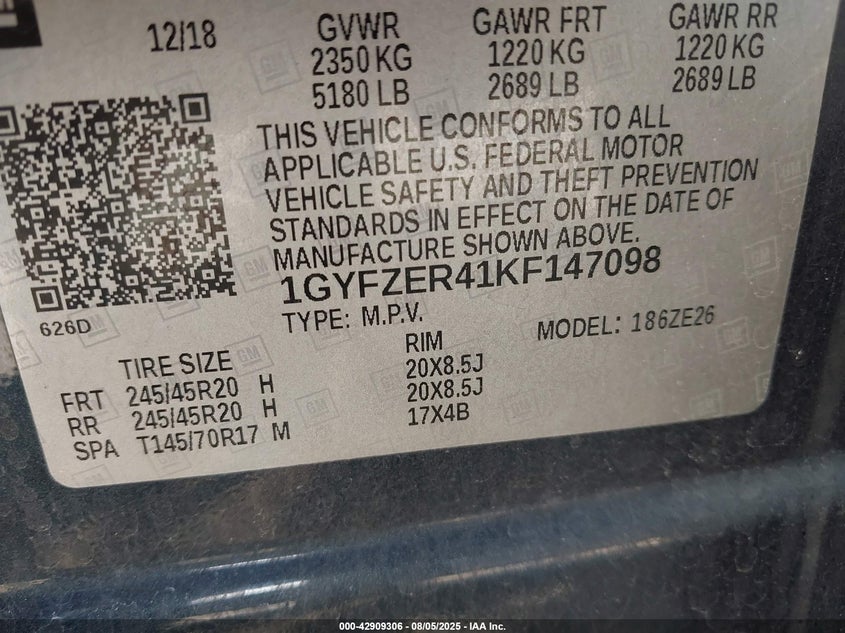 12/18
GVWR GAWR FRT GAWR RR
2350 KG 1220 KG 1220 KG
5180 LB 2689 LB 2689 LB
THIS VEHICLE CONFORMS TO ALL
APPLICABLE U.S. FEDERAL MOTOR
VEHICLE SAFETY AND THEFT PREVENTION
STANDARDS IN EFFECT ON THE DATE OF
MANUFACTURE SHOWN ABOVE.
1GYFZER41KF147098
626D
TYPE: M.P.V. MODEL: 186ZE26
TIRE SIZE RIM
FRT 245/45R20 H 20X8.5J
RR 245/45R20 H 20X8.5J
SPA T145/70R17 M 17X4B
000-42909306 - 08/05/2025 - IAA Inc.